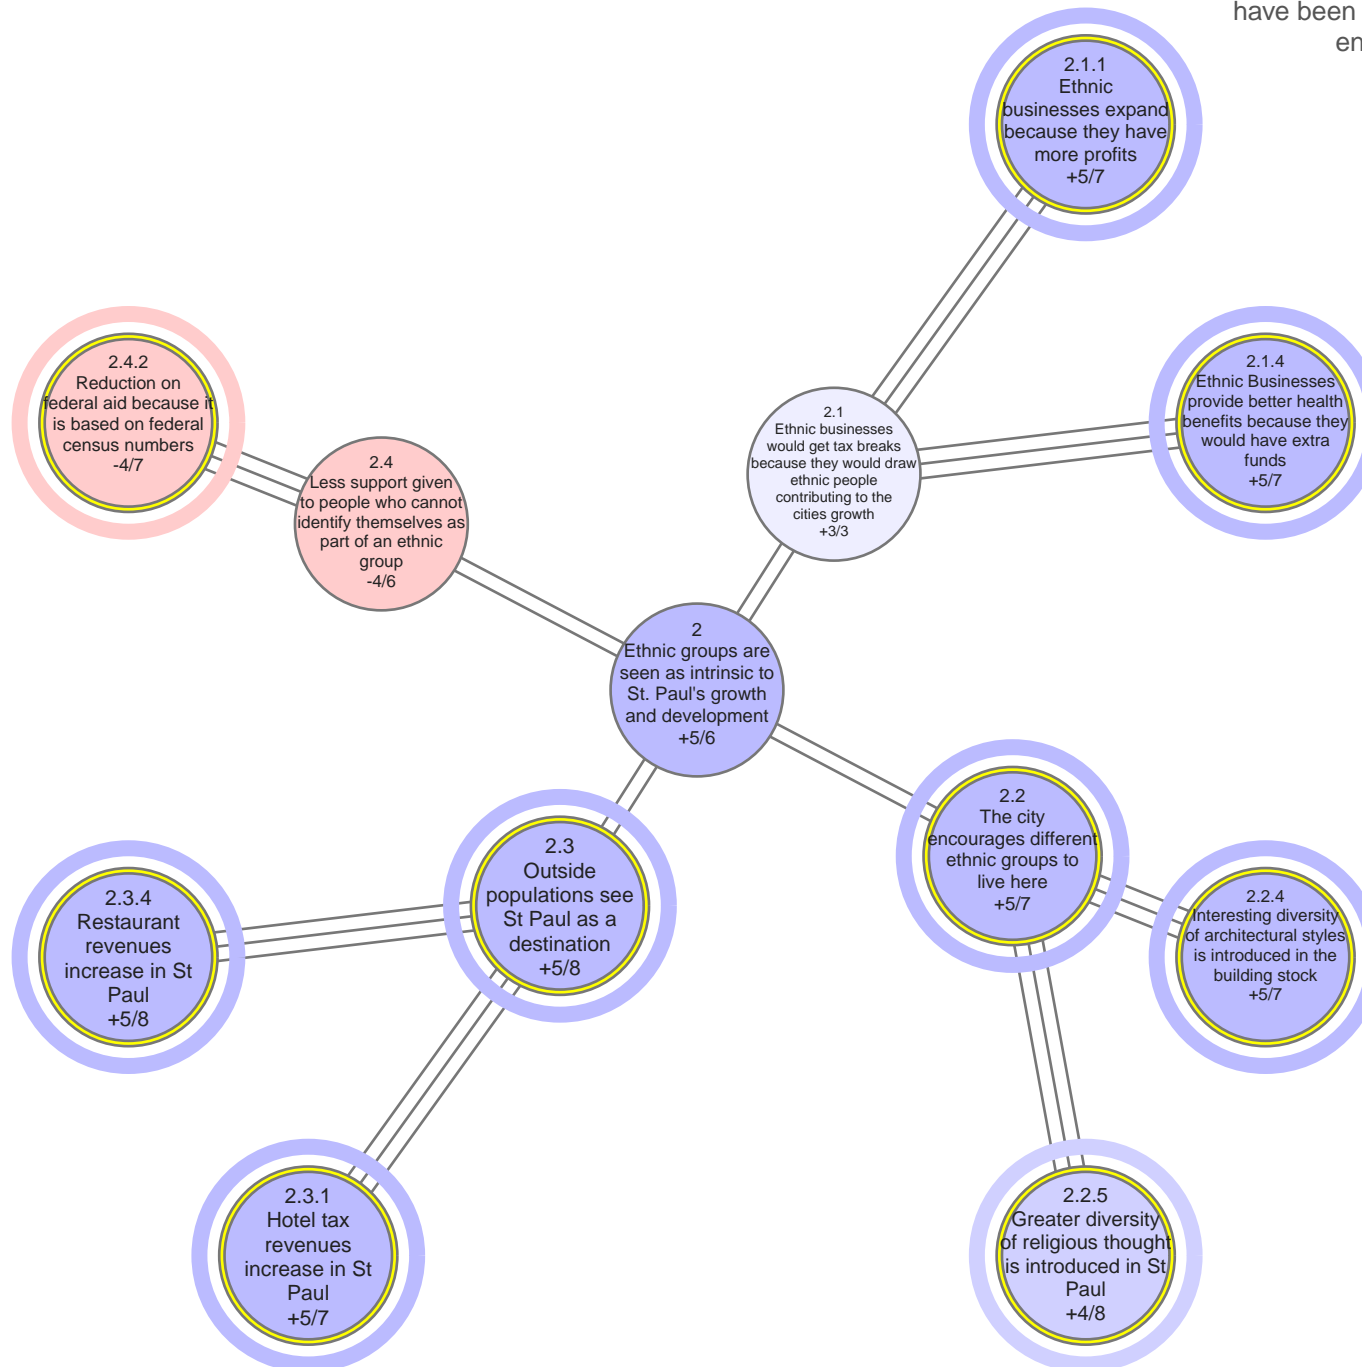 have been
en
2.1.1
Ethnic
businesses expand
because they have
more profits
+5/7
2.4.2
Reduction on
federal aid because it
is based on federal
census numbers
-4/7
2.1.4
Ethnic Businesses
provide better health
benefits because they
would have extra
funds
+5/7
2.1
Ethnic businesses
would get tax breaks
because they would draw
ethnic people
contributing to the
cities growth
+3/3
2.4
Less support given
to people who cannot
identify themselves as
part of an ethnic
group
-4/6
2
Ethnic groups are
seen as intrinsic to
St. Paul's growth
and development
+5/6
2.2
The city
encourages different
ethnic groups to
live here
+5/7
2.3
Outside
populations see
St Paul as a
destination
+5/8
2.3.4
Restaurant
revenues
increase in St
Paul
+5/8
2.2.4
Interesting diversity
of architectural styles
is introduced in the
building stock
+5/7
2.3.1
Hotel tax
revenues
increase in St
Paul
+5/7
2.2.5
Greater diversity
of religious thought
is introduced in St
Paul
+4/8